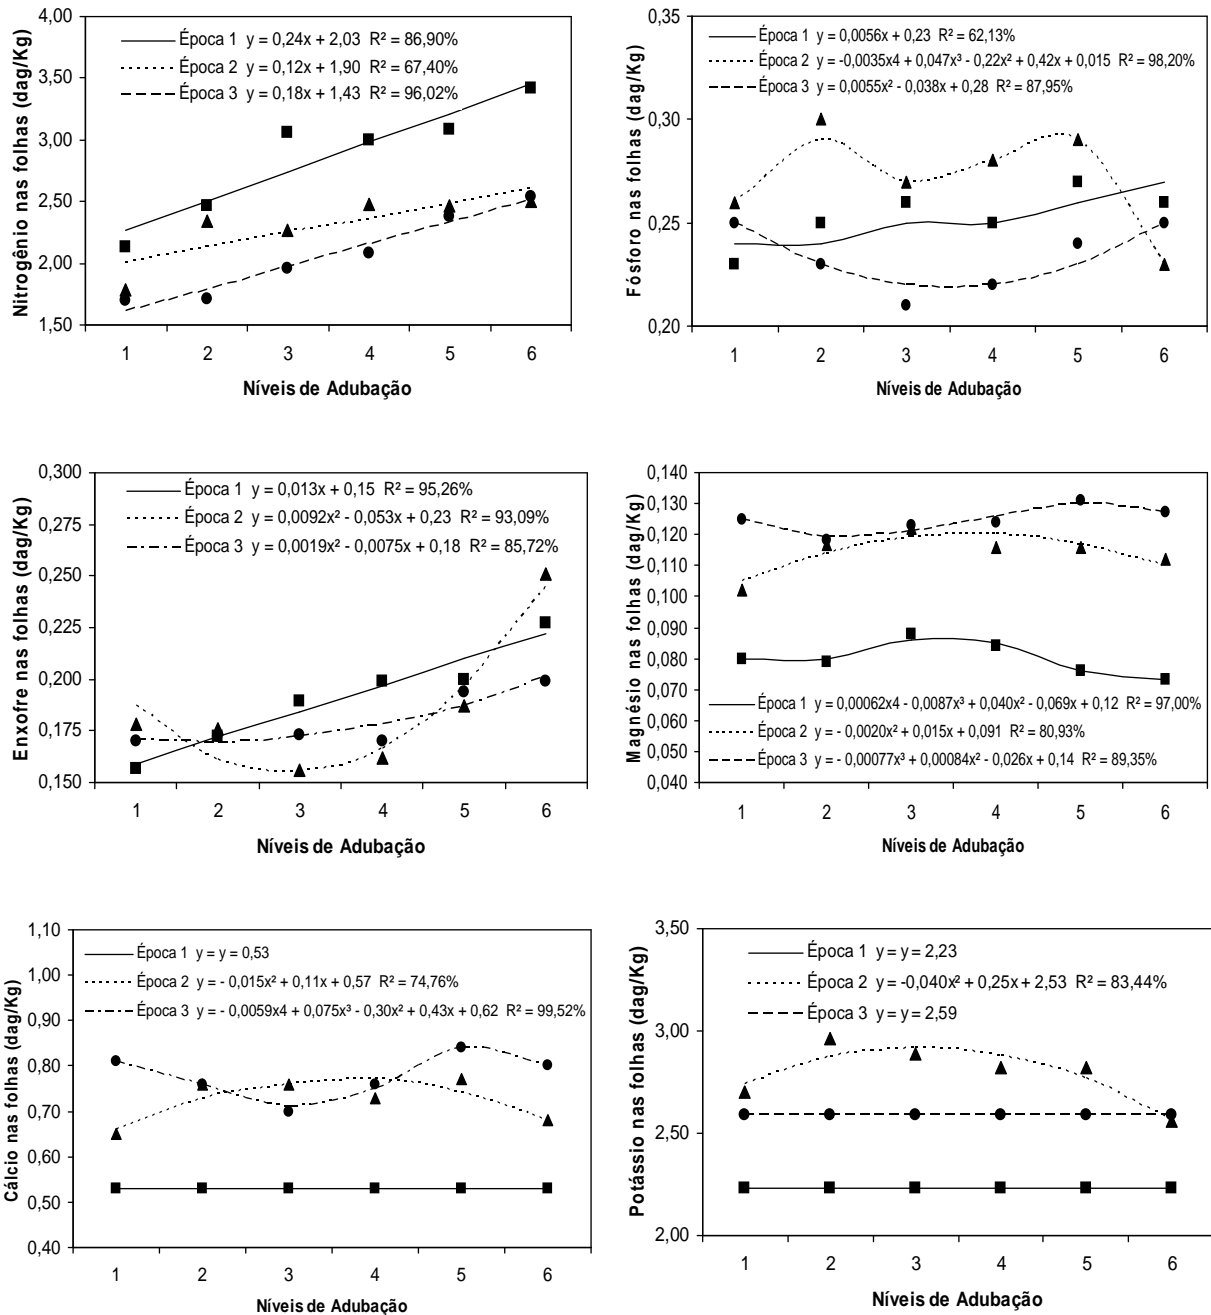 Nitrogênio nas folhas (dag/Kg)
4,00
3,50
3,00
2,50
2,00
1,50
Época 1 y = 0,24x + 2,03 R² = 86,90%
Época 2 y = 0,12x + 1,90 R² = 67,40%
Época 3 y = 0,18x + 1,43 R² = 96,02%
1 2 3 4 5 6
Níveis de Adubação
Fósforo nas folhas (dag/Kg)
0,35
0,30
0,25
0,20
Época 1 y = 0,0056x + 0,23 R² = 62,13%
Época 2 y = -0,0035x4 + 0,047x³ - 0,22x² + 0,42x + 0,015 R² = 98,20%
Época 3 y = 0,0055x² - 0,038x + 0,28 R² = 87,95%
1 2 3 4 5 6
Níveis de Adubação
Enxofre nas folhas (dag/Kg)
0,300
0,275
0,250
0,225
0,200
0,175
0,150
Época 1 y = 0,013x + 0,15 R² = 95,26%
Época 2 y = 0,0092x² - 0,053x + 0,23 R² = 93,09%
Época 3 y = 0,0019x² - 0,0075x + 0,18 R² = 85,72%
1 2 3 4 5 6
Níveis de Adubação
Magnésio nas folhas (dag/Kg)
0,140
0,130
0,120
0,110
0,100
0,090
0,080
0,070
0,060
0,050
0,040
Época 1 y = 0,00062x4 - 0,0087x³ + 0,040x² - 0,069x + 0,12 R² = 97,00%
Época 2 y = - 0,0020x² + 0,015x + 0,091 R² = 80,93%
Época 3 y = - 0,00077x³ + 0,00084x² - 0,026x + 0,14 R² = 89,35%
1 2 3 4 5 6
Níveis de Adubação
Cálcio nas folhas (dag/Kg)
1,10
1,00
0,90
0,80
0,70
0,60
0,50
0,40
Época 1 y = y = 0,53
Época 2 y = - 0,015x² + 0,11x + 0,57 R² = 74,76%
Época 3 y = - 0,0059x4 + 0,075x³ - 0,30x² + 0,43x + 0,62 R² = 99,52%
1 2 3 4 5 6
Níveis de Adubação
Potássio nas folhas (dag/Kg)
3,50
3,00
2,50
2,00
Época 1 y = y = 2,23
Época 2 y = -0,040x² + 0,25x + 2,53 R² = 83,44%
Época 3 y = y = 2,59
1 2 3 4 5 6
Níveis de Adubação